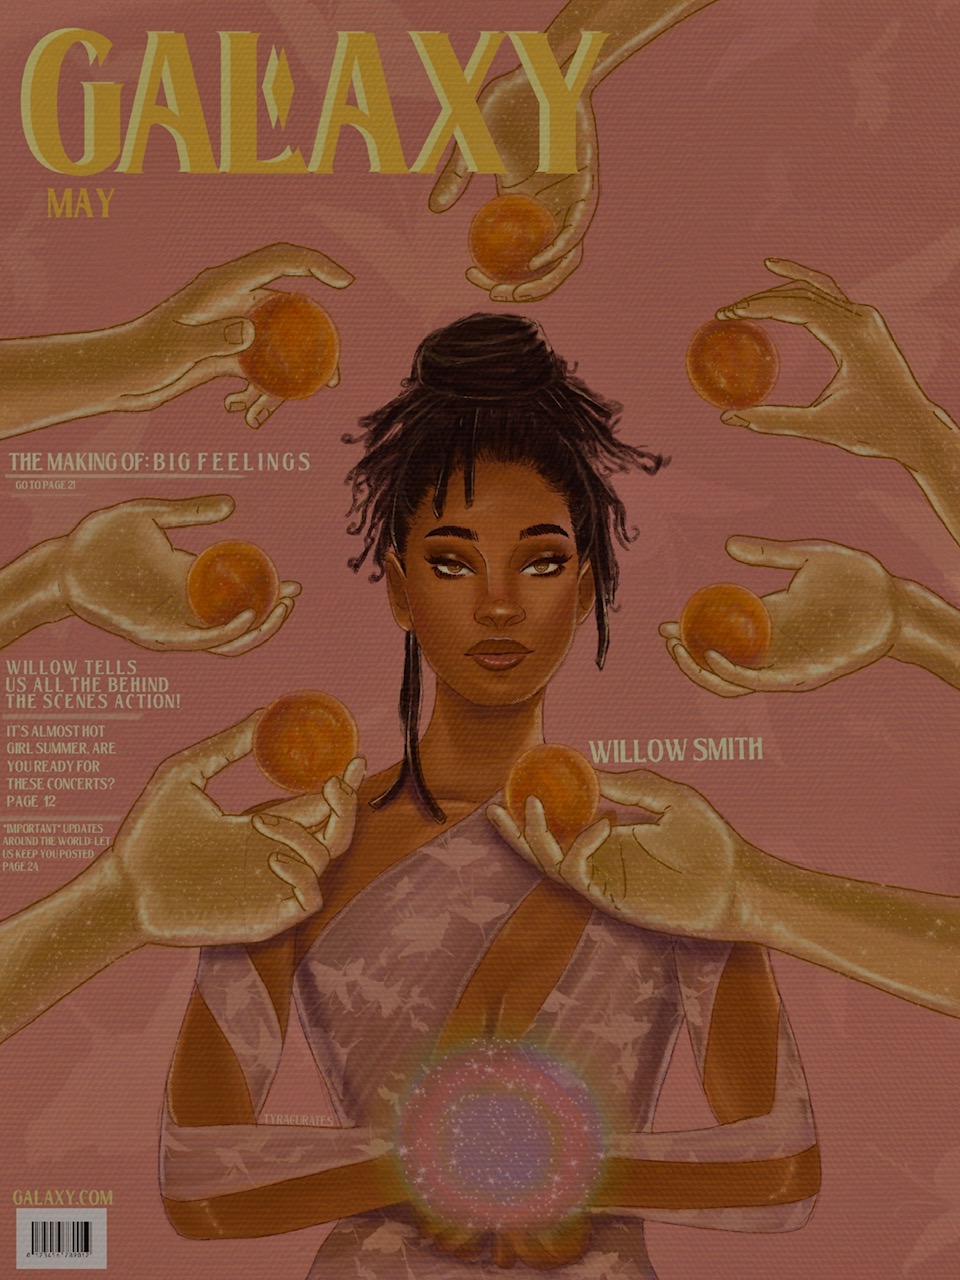 GALAXY
MAY
THE MAKING OF: BIG FEELINGS
GO TO PAGE 21
WILLOW TELLS
US ALL THE BEHIND
THE SCENES ACTION!
IT'S ALMOST HOT
GIRL SUMMER, ARE
YOU READY FOR
THESE CONCERTS?
PAGE 12
"IMPORTANT" UPDATES
AROUND THE WORLD: LET
US KEEP YOU POSTED
PAGE 24
WILLOW SMITH
TYRACURATES
GALAXY.COM